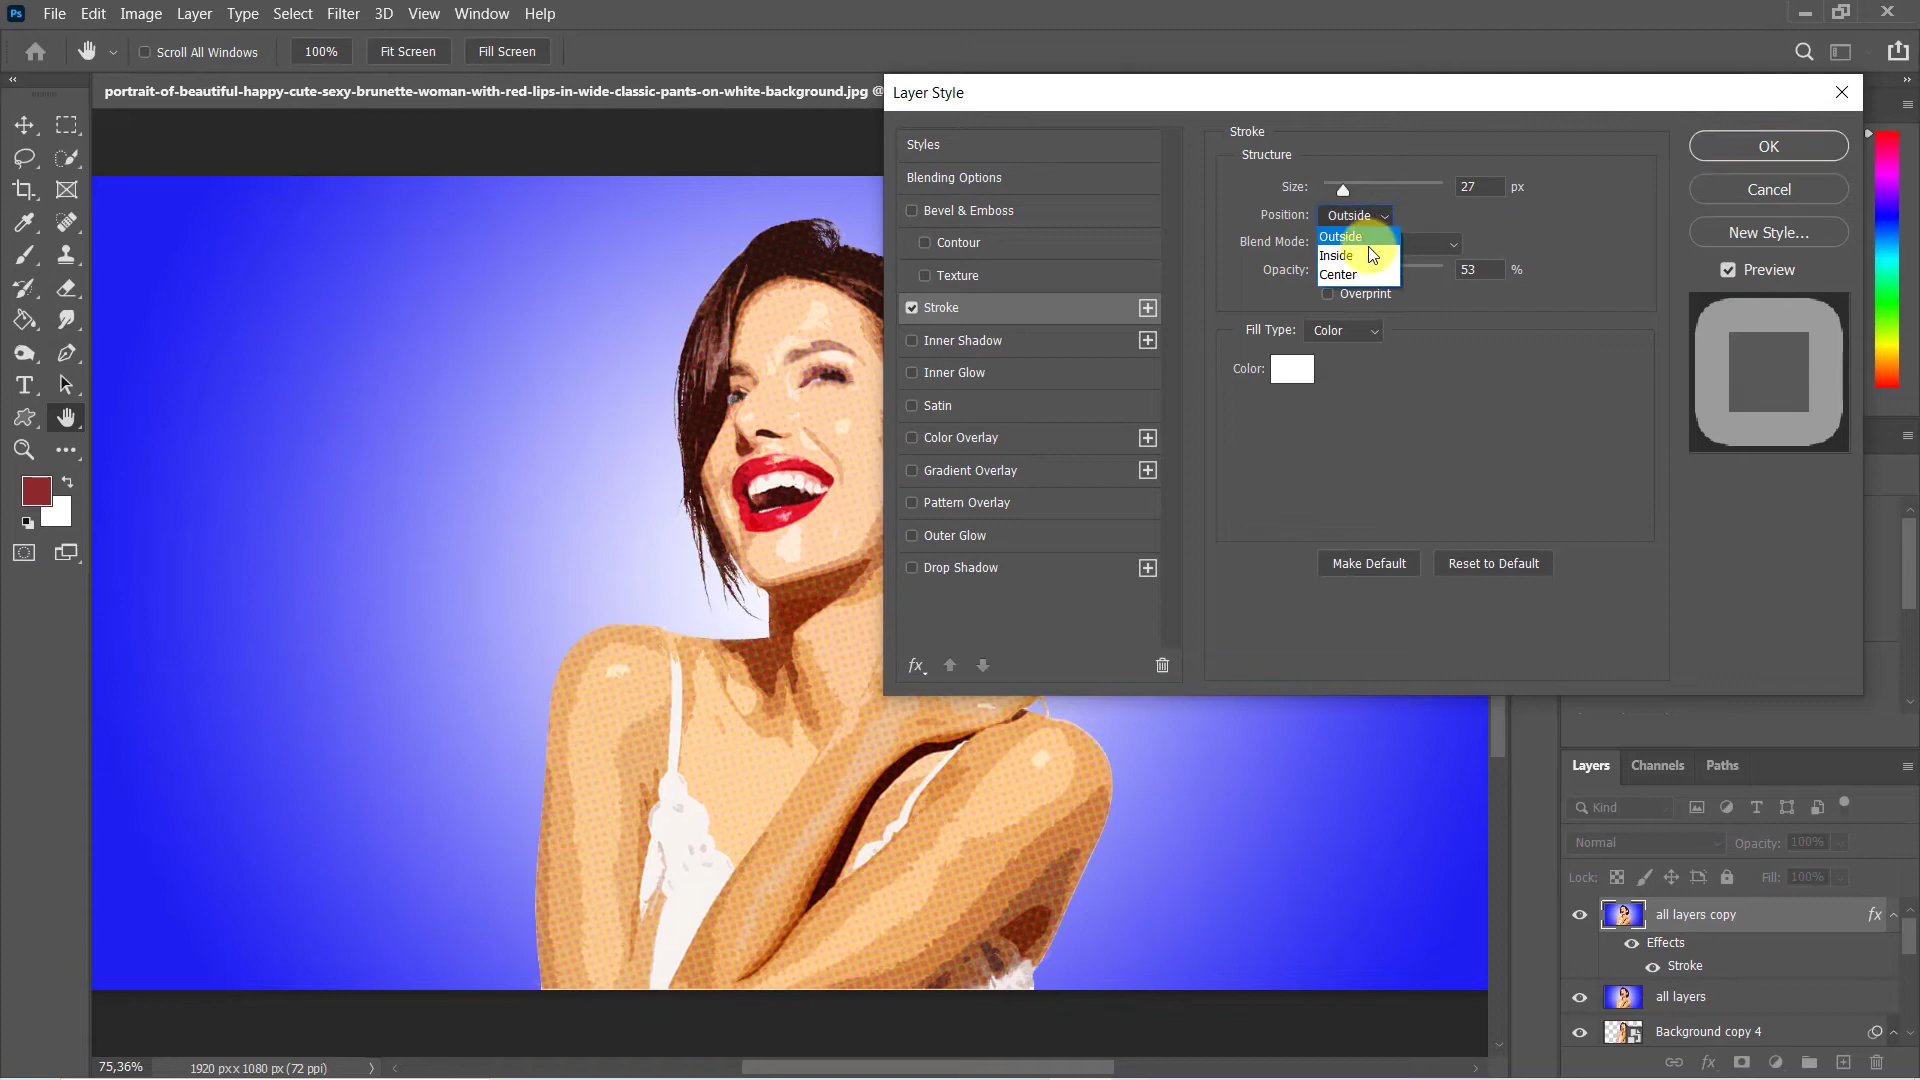 Ps File Edit Image Layer Type Select Filter 3D View Window Help
Scroll All Windows 100% Fit Screen Fill Screen
portrait-of-beautiful-happy-cute-sexy-brunette-woman-with-red-lips-in-wide-classic-pants-on-white-background.jpg @
Layer Style
Styles
Blending Options
Bevel & Emboss
Contour
Texture
Stroke
Inner Shadow
Inner Glow
Satin
Color Overlay
Gradient Overlay
Pattern Overlay
Outer Glow
Drop Shadow
fx
Stroke
Structure
Size: 27 px
Position: Outside
Outside
Inside
Center
Blend Mode:
Opacity: 53 %
Overprint
Fill Type: Color
Color:
Make Default Reset to Default
OK
Cancel
New Style...
Preview
Layers Channels Paths
Kind
Normal Opacity: 100%
Lock: Fill: 100%
all layers copy fx
Effects
Stroke
all layers
Background copy 4
fx
75,36% 1920 px x 1080 px (72 ppi)